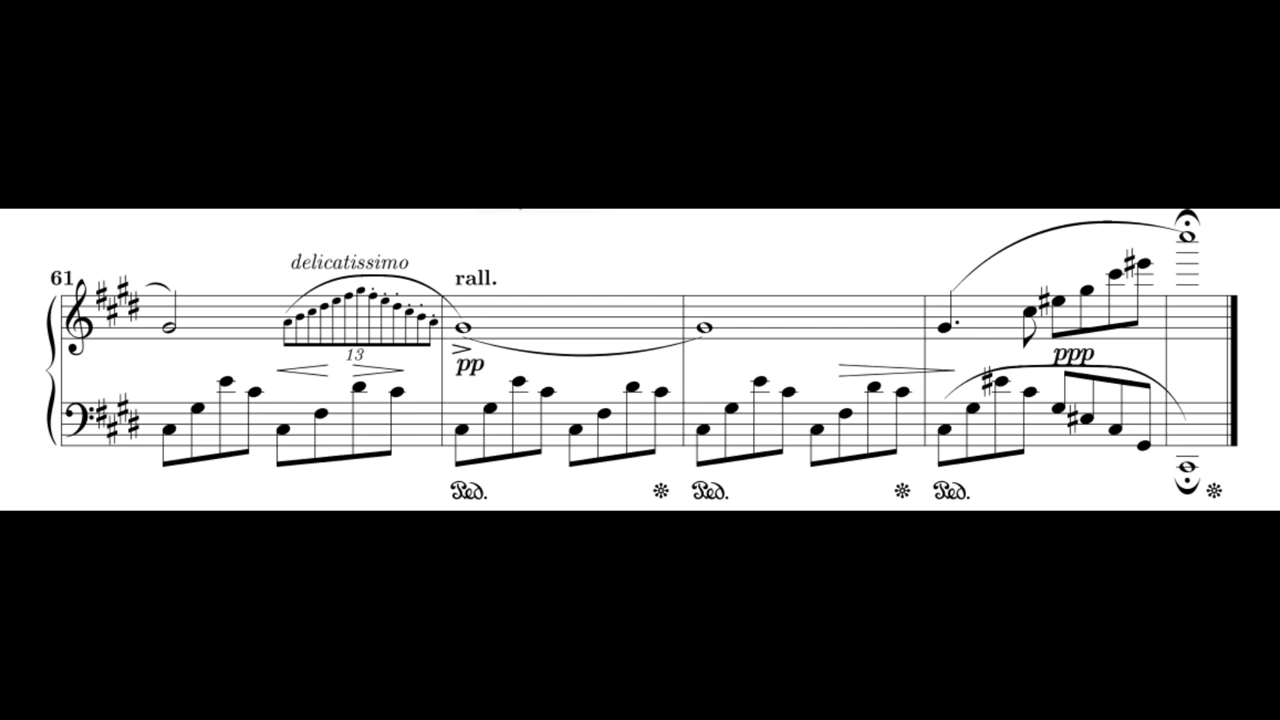 delicatissimo
61 rall.
13
pp ppp
Ped. Ped. Ped.